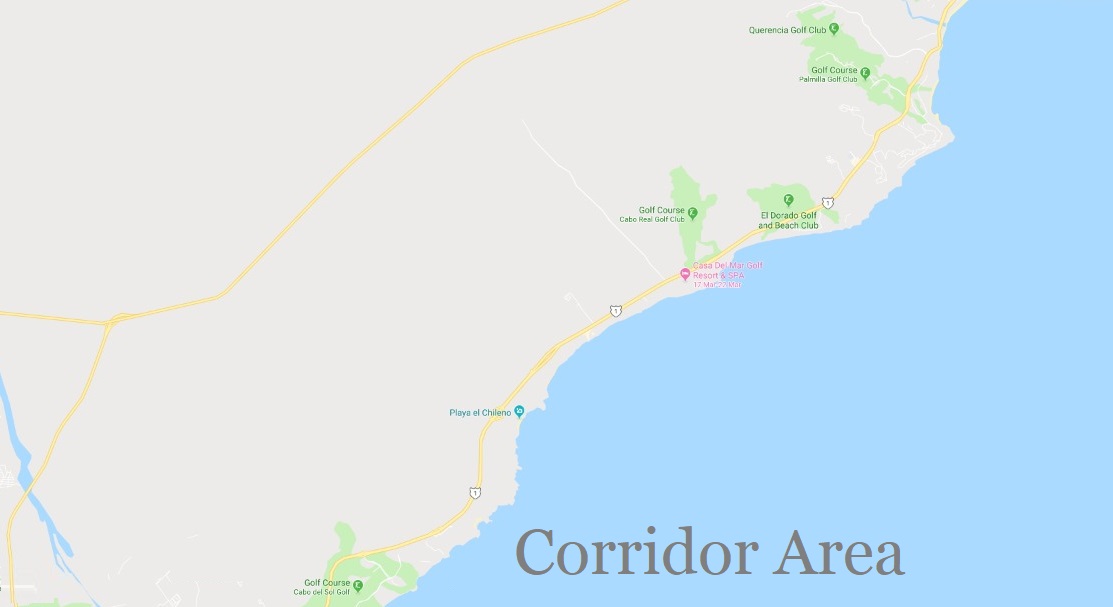 Querencia Golf Club
Golf Course
Palmilla Golf Club
Golf Course
Cabo Real Golf Club
El Dorado Golf
and Beach Club
1
Casa Del Mar Golf
Resort & SPA
17 Mar-22 Mar
1
Playa el Chileno
1
Corridor Area
Golf Course
Cabo del Sol Golf